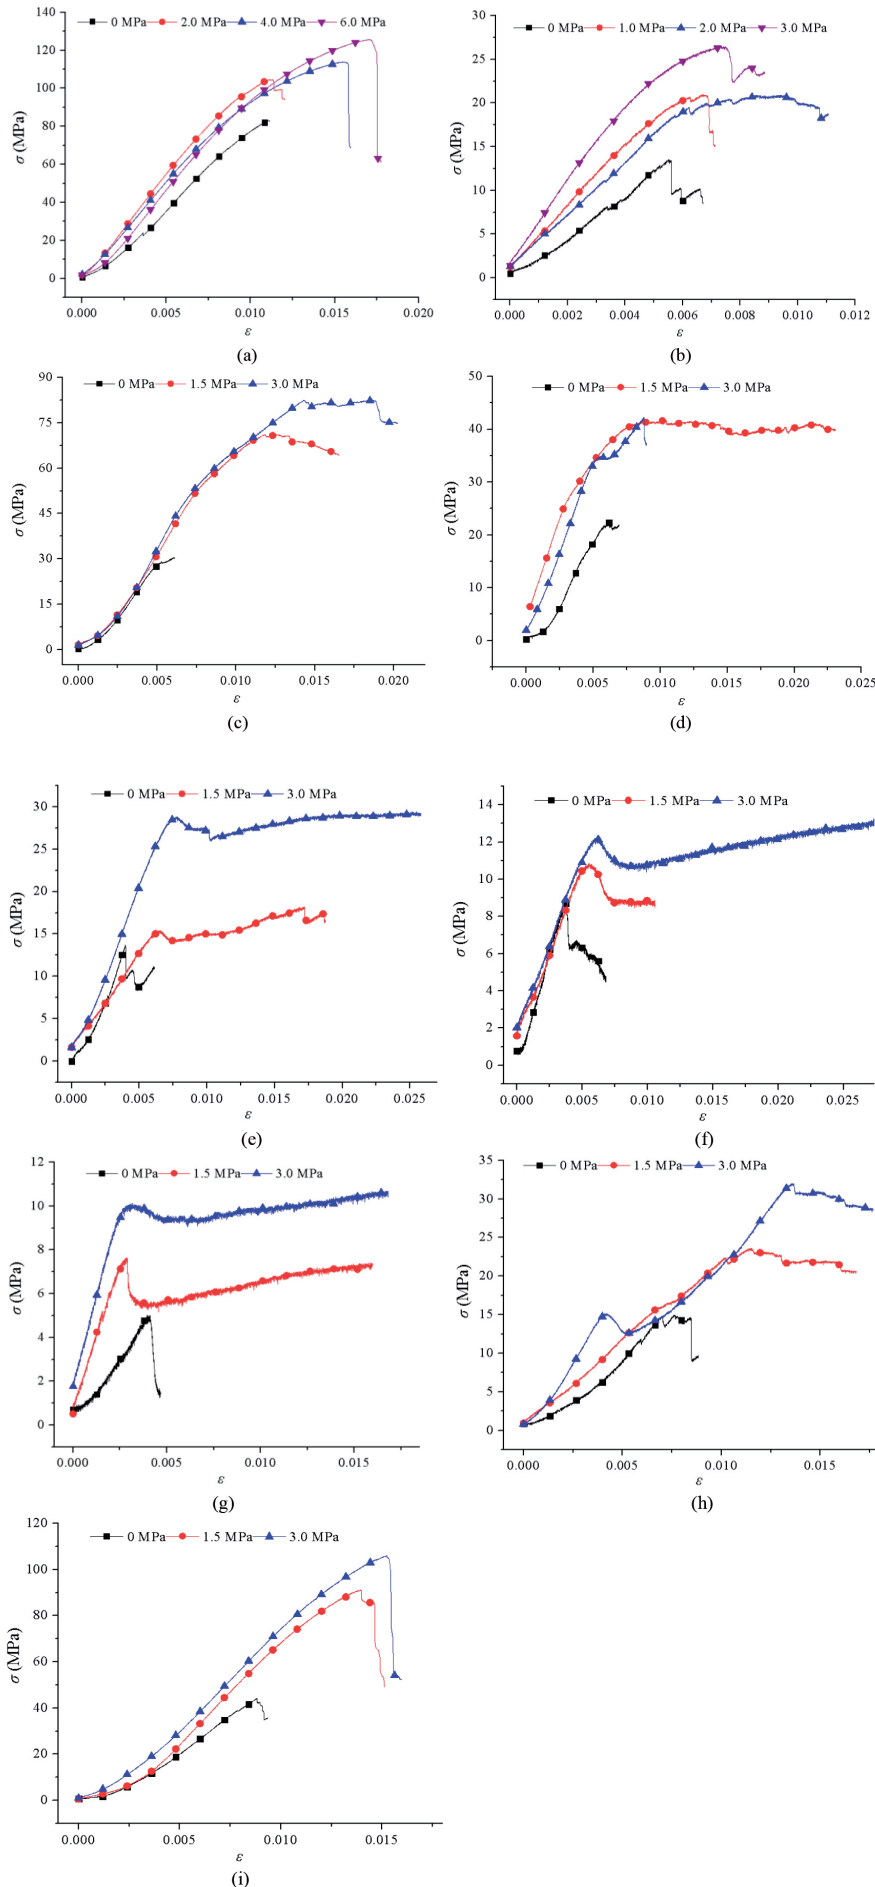 0 MPa 2.0 MPa 4.0 MPa 6.0 MPa
140
120
100
80
60
40
20
0
σ (MPa)
0.000 0.005 0.010 0.015 0.020
ε
(a)
0 MPa 1.0 MPa 2.0 MPa 3.0 MPa
30
25
20
15
10
5
0
σ (MPa)
0.000 0.002 0.004 0.006 0.008 0.010 0.012
ε
(b)
0 MPa 1.5 MPa 3.0 MPa
90
75
60
45
30
15
0
σ (MPa)
0.000 0.005 0.010 0.015 0.020
ε
(c)
0 MPa 1.5 MPa 3.0 MPa
50
40
30
20
10
0
σ (MPa)
0.000 0.005 0.010 0.015 0.020 0.025
ε
(d)
0 MPa 1.5 MPa 3.0 MPa
30
25
20
15
10
5
0
σ (MPa)
0.000 0.005 0.010 0.015 0.020 0.025
ε
(e)
0 MPa 1.5 MPa 3.0 MPa
14
12
10
8
6
4
2
0
σ (MPa)
0.000 0.005 0.010 0.015 0.020 0.025
ε
(f)
0 MPa 1.5 MPa 3.0 MPa
12
10
8
6
4
2
0
σ (MPa)
0.000 0.005 0.010 0.015
ε
(g)
0 MPa 1.5 MPa 3.0 MPa
35
30
25
20
15
10
5
0
σ (MPa)
0.000 0.005 0.010 0.015
ε
(h)
0 MPa 1.5 MPa 3.0 MPa
120
100
80
60
40
20
0
σ (MPa)
0.000 0.005 0.010 0.015
ε
(i)